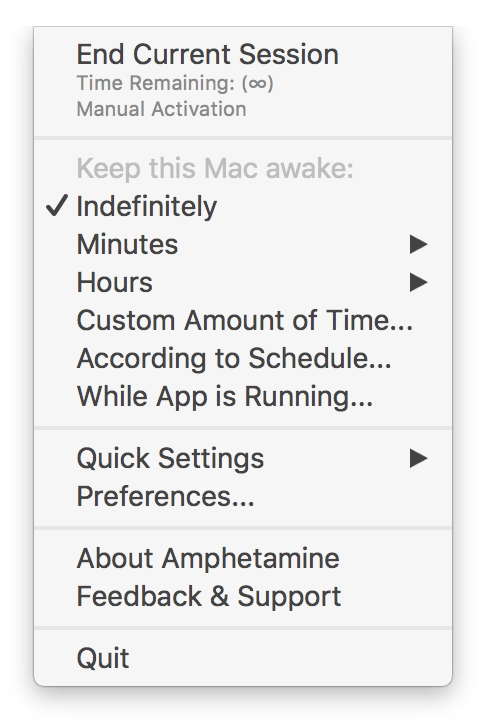 End Current Session
Time Remaining: (∞)
Manual Activation
Keep this Mac awake:
✓ Indefinitely
Minutes ▶
Hours ▶
Custom Amount of Time...
According to Schedule...
While App is Running...
Quick Settings ▶
Preferences...
About Amphetamine
Feedback & Support
Quit